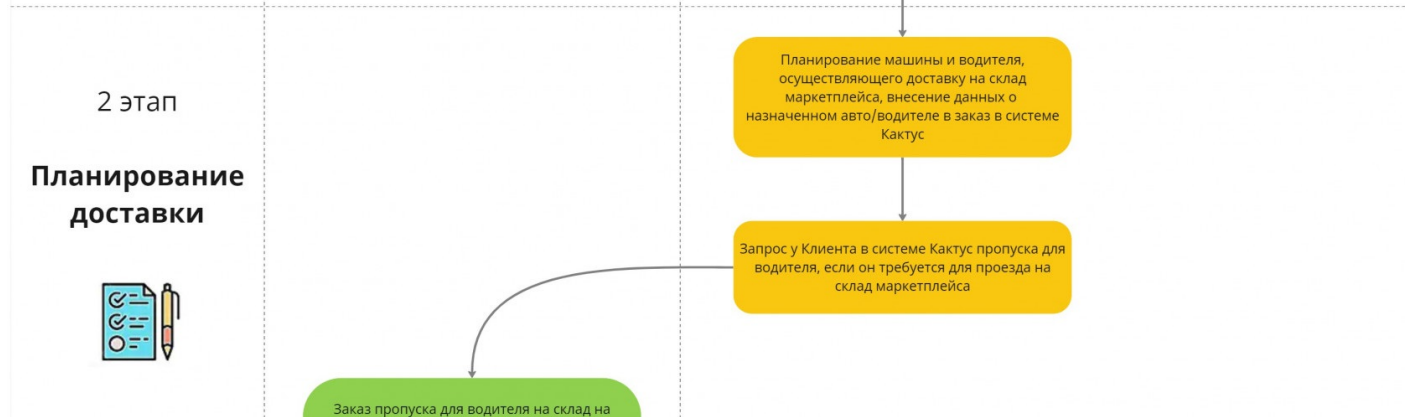 2 этап
Планирование
доставки
Планирование машины и водителя,
осуществляющего доставку на склад
маркетплейса, внесение данных о
назначенном авто/водителе в заказ в системе
Кактус
Запрос у Клиента в системе Кактус пропуска для
водителя, если он требуется для проезда на
склад маркетплейса
Заказ пропуска для водителя на склад на